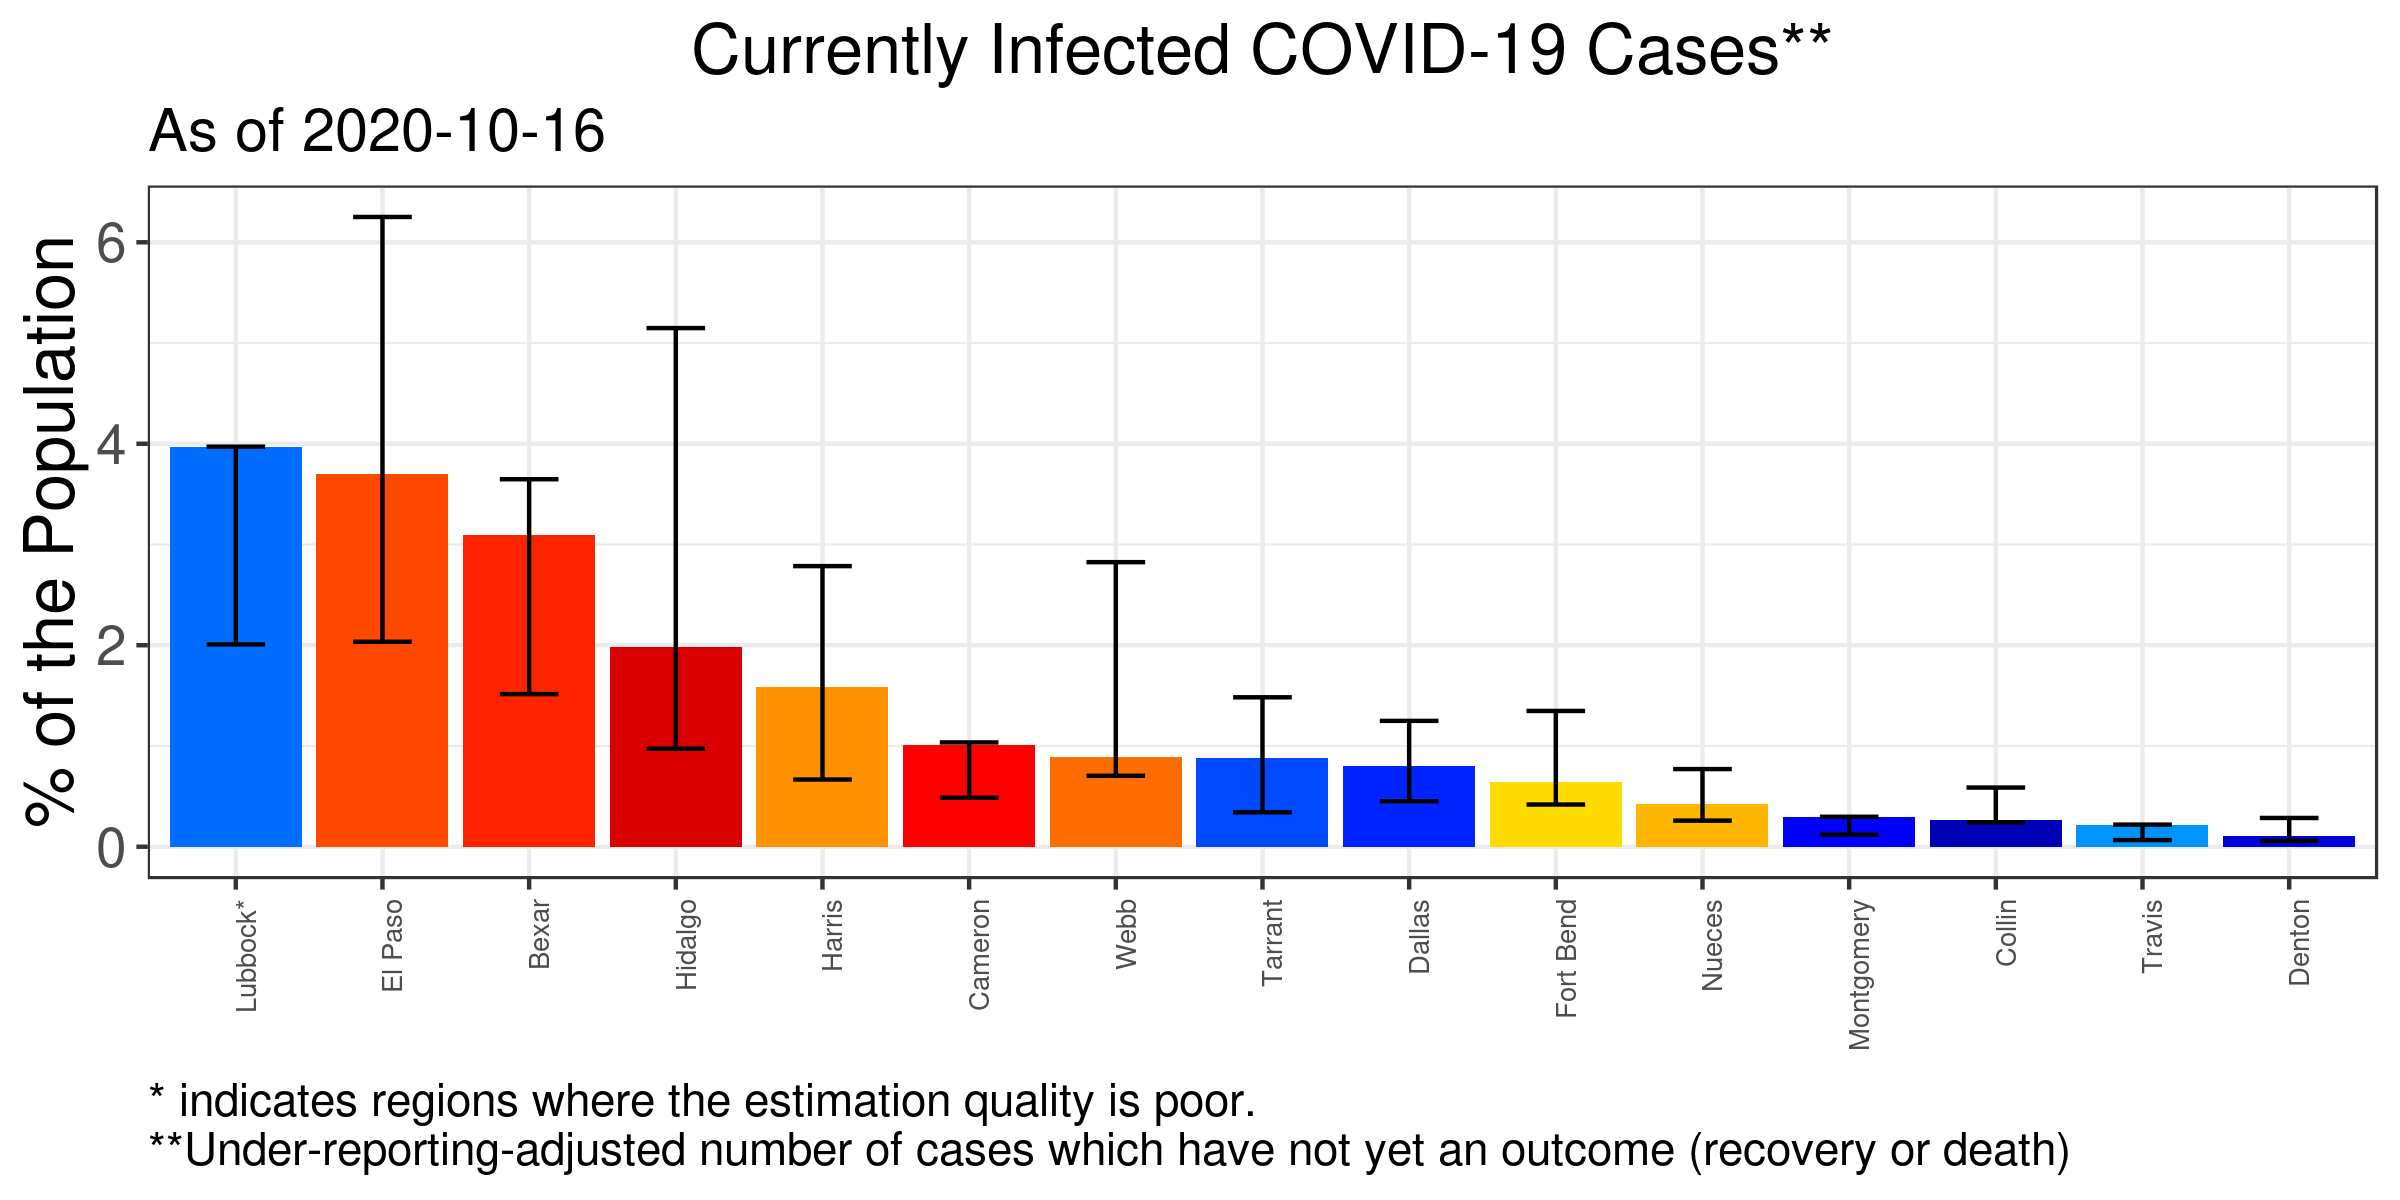 Currently Infected COVID-19 Cases**
As of 2020-10-16
% of the Population
6
4
2
0
Lubbock*
El Paso
Bexar
Hidalgo
Harris
Cameron
Webb
Tarrant
Dallas
Fort Bend
Nueces
Montgomery
Collin
Travis
Denton
* indicates regions where the estimation quality is poor.
**Under-reporting-adjusted number of cases which have not yet an outcome (recovery or death)